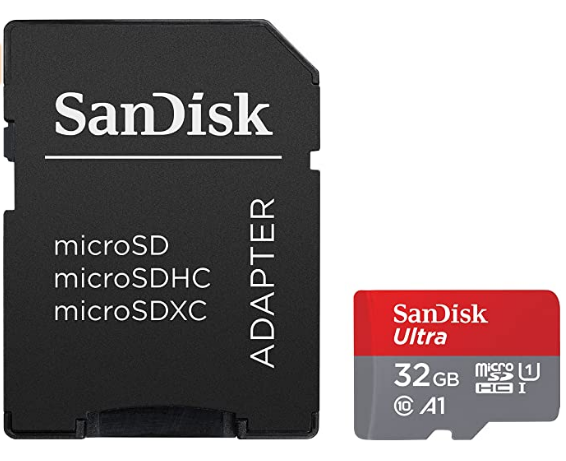 SanDisk
microSD
microSDHC
microSDXC
ADAPTER
SanDisk
Ultra
32GB
micro SD HC I
U1
10 A1